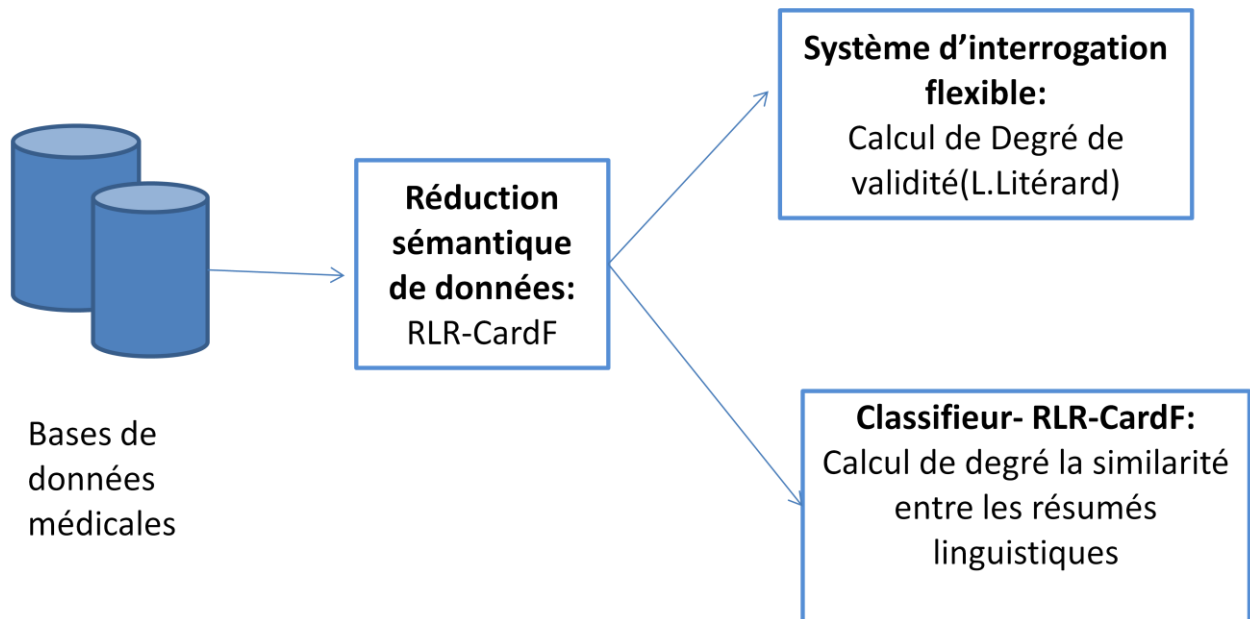 Système d’interrogation
flexible:
Calcul de Degré de
validité(L.Litérard)
Réduction
sémantique
de données:
RLR-CardF
Bases de
données
médicales
Classifieur- RLR-CardF:
Calcul de degré la similarité
entre les résumés
linguistiques